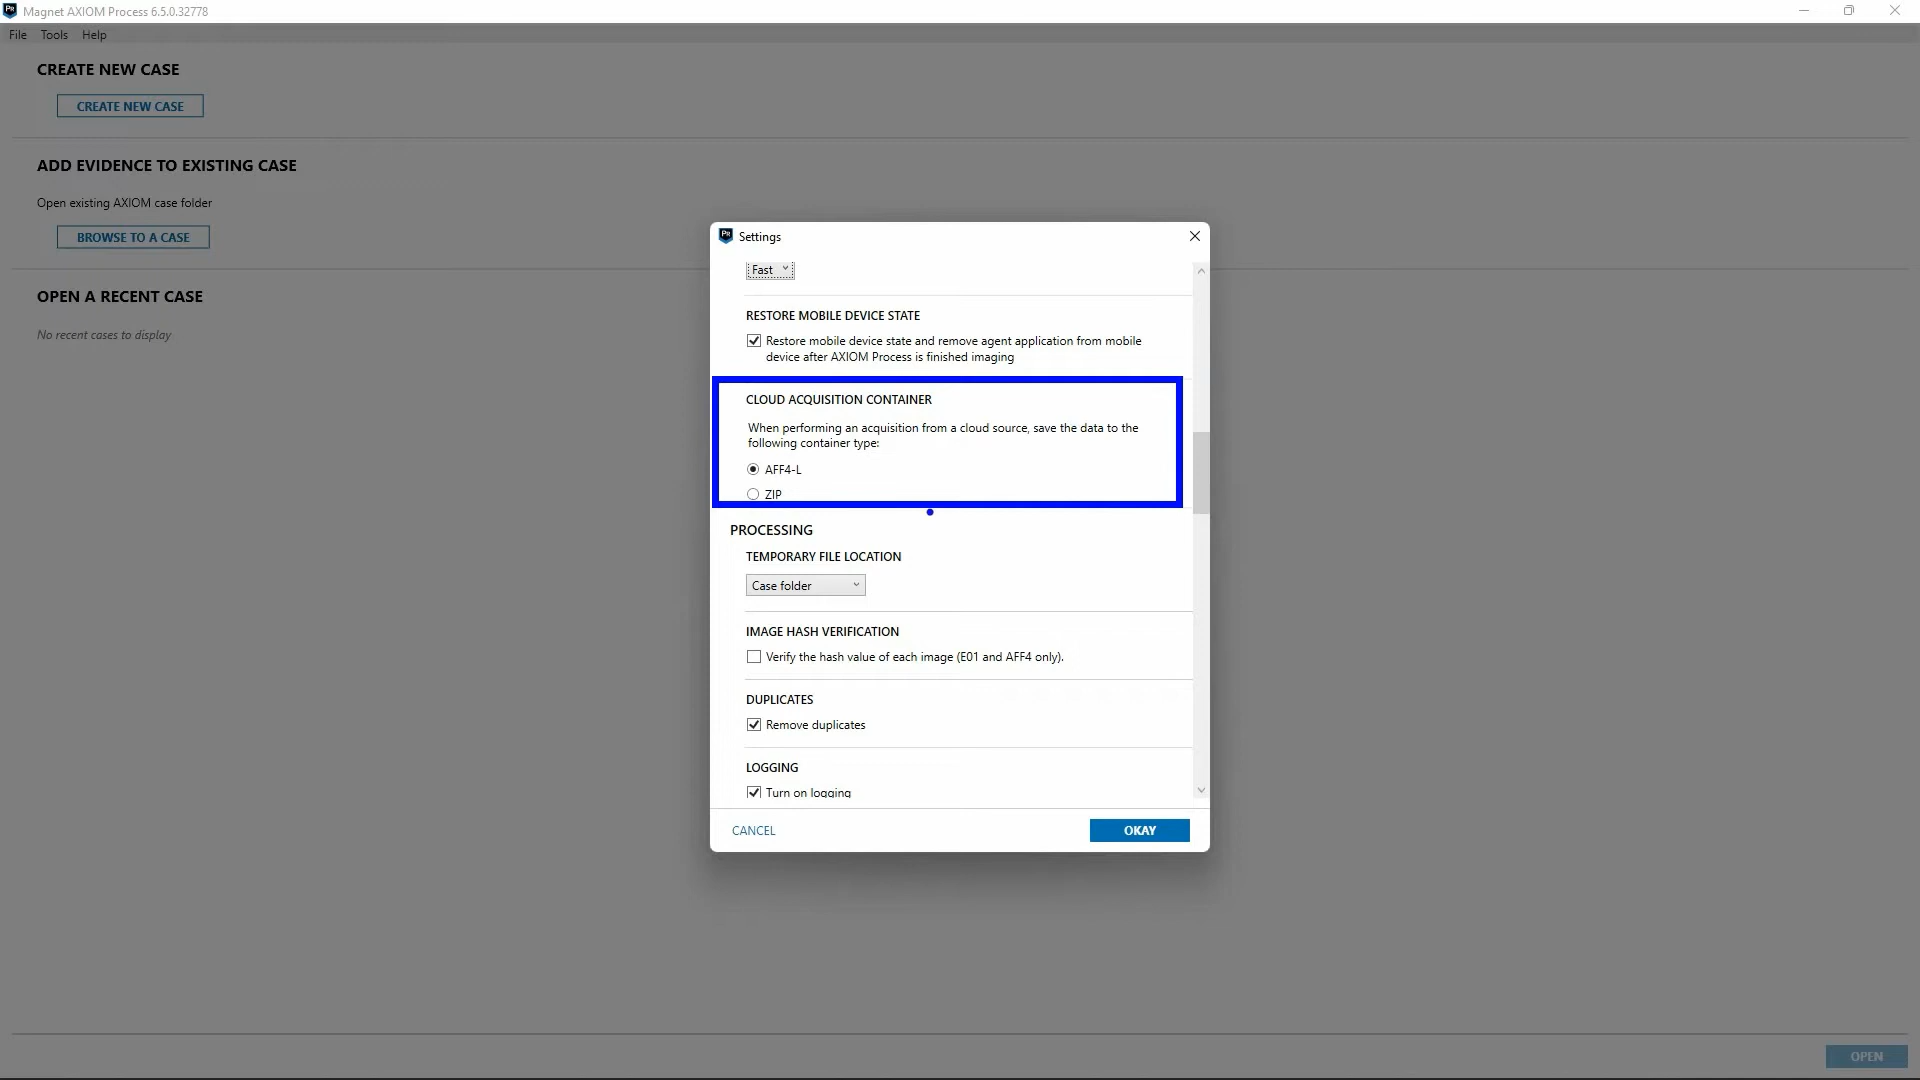 Magnet AXIOM Process 6.5.0.32778
File Tools Help
CREATE NEW CASE
CREATE NEW CASE
ADD EVIDENCE TO EXISTING CASE
Open existing AXIOM case folder
BROWSE TO A CASE
OPEN A RECENT CASE
No recent cases to display
Settings
Fast
RESTORE MOBILE DEVICE STATE
Restore mobile device state and remove agent application from mobile
device after AXIOM Process is finished imaging
CLOUD ACQUISITION CONTAINER
When performing an acquisition from a cloud source, save the data to the
following container type:
AFF4-L
ZIP
PROCESSING
TEMPORARY FILE LOCATION
Case folder
IMAGE HASH VERIFICATION
Verify the hash value of each image (E01 and AFF4 only).
DUPLICATES
Remove duplicates
LOGGING
Turn on logging
CANCEL
OKAY
OPEN